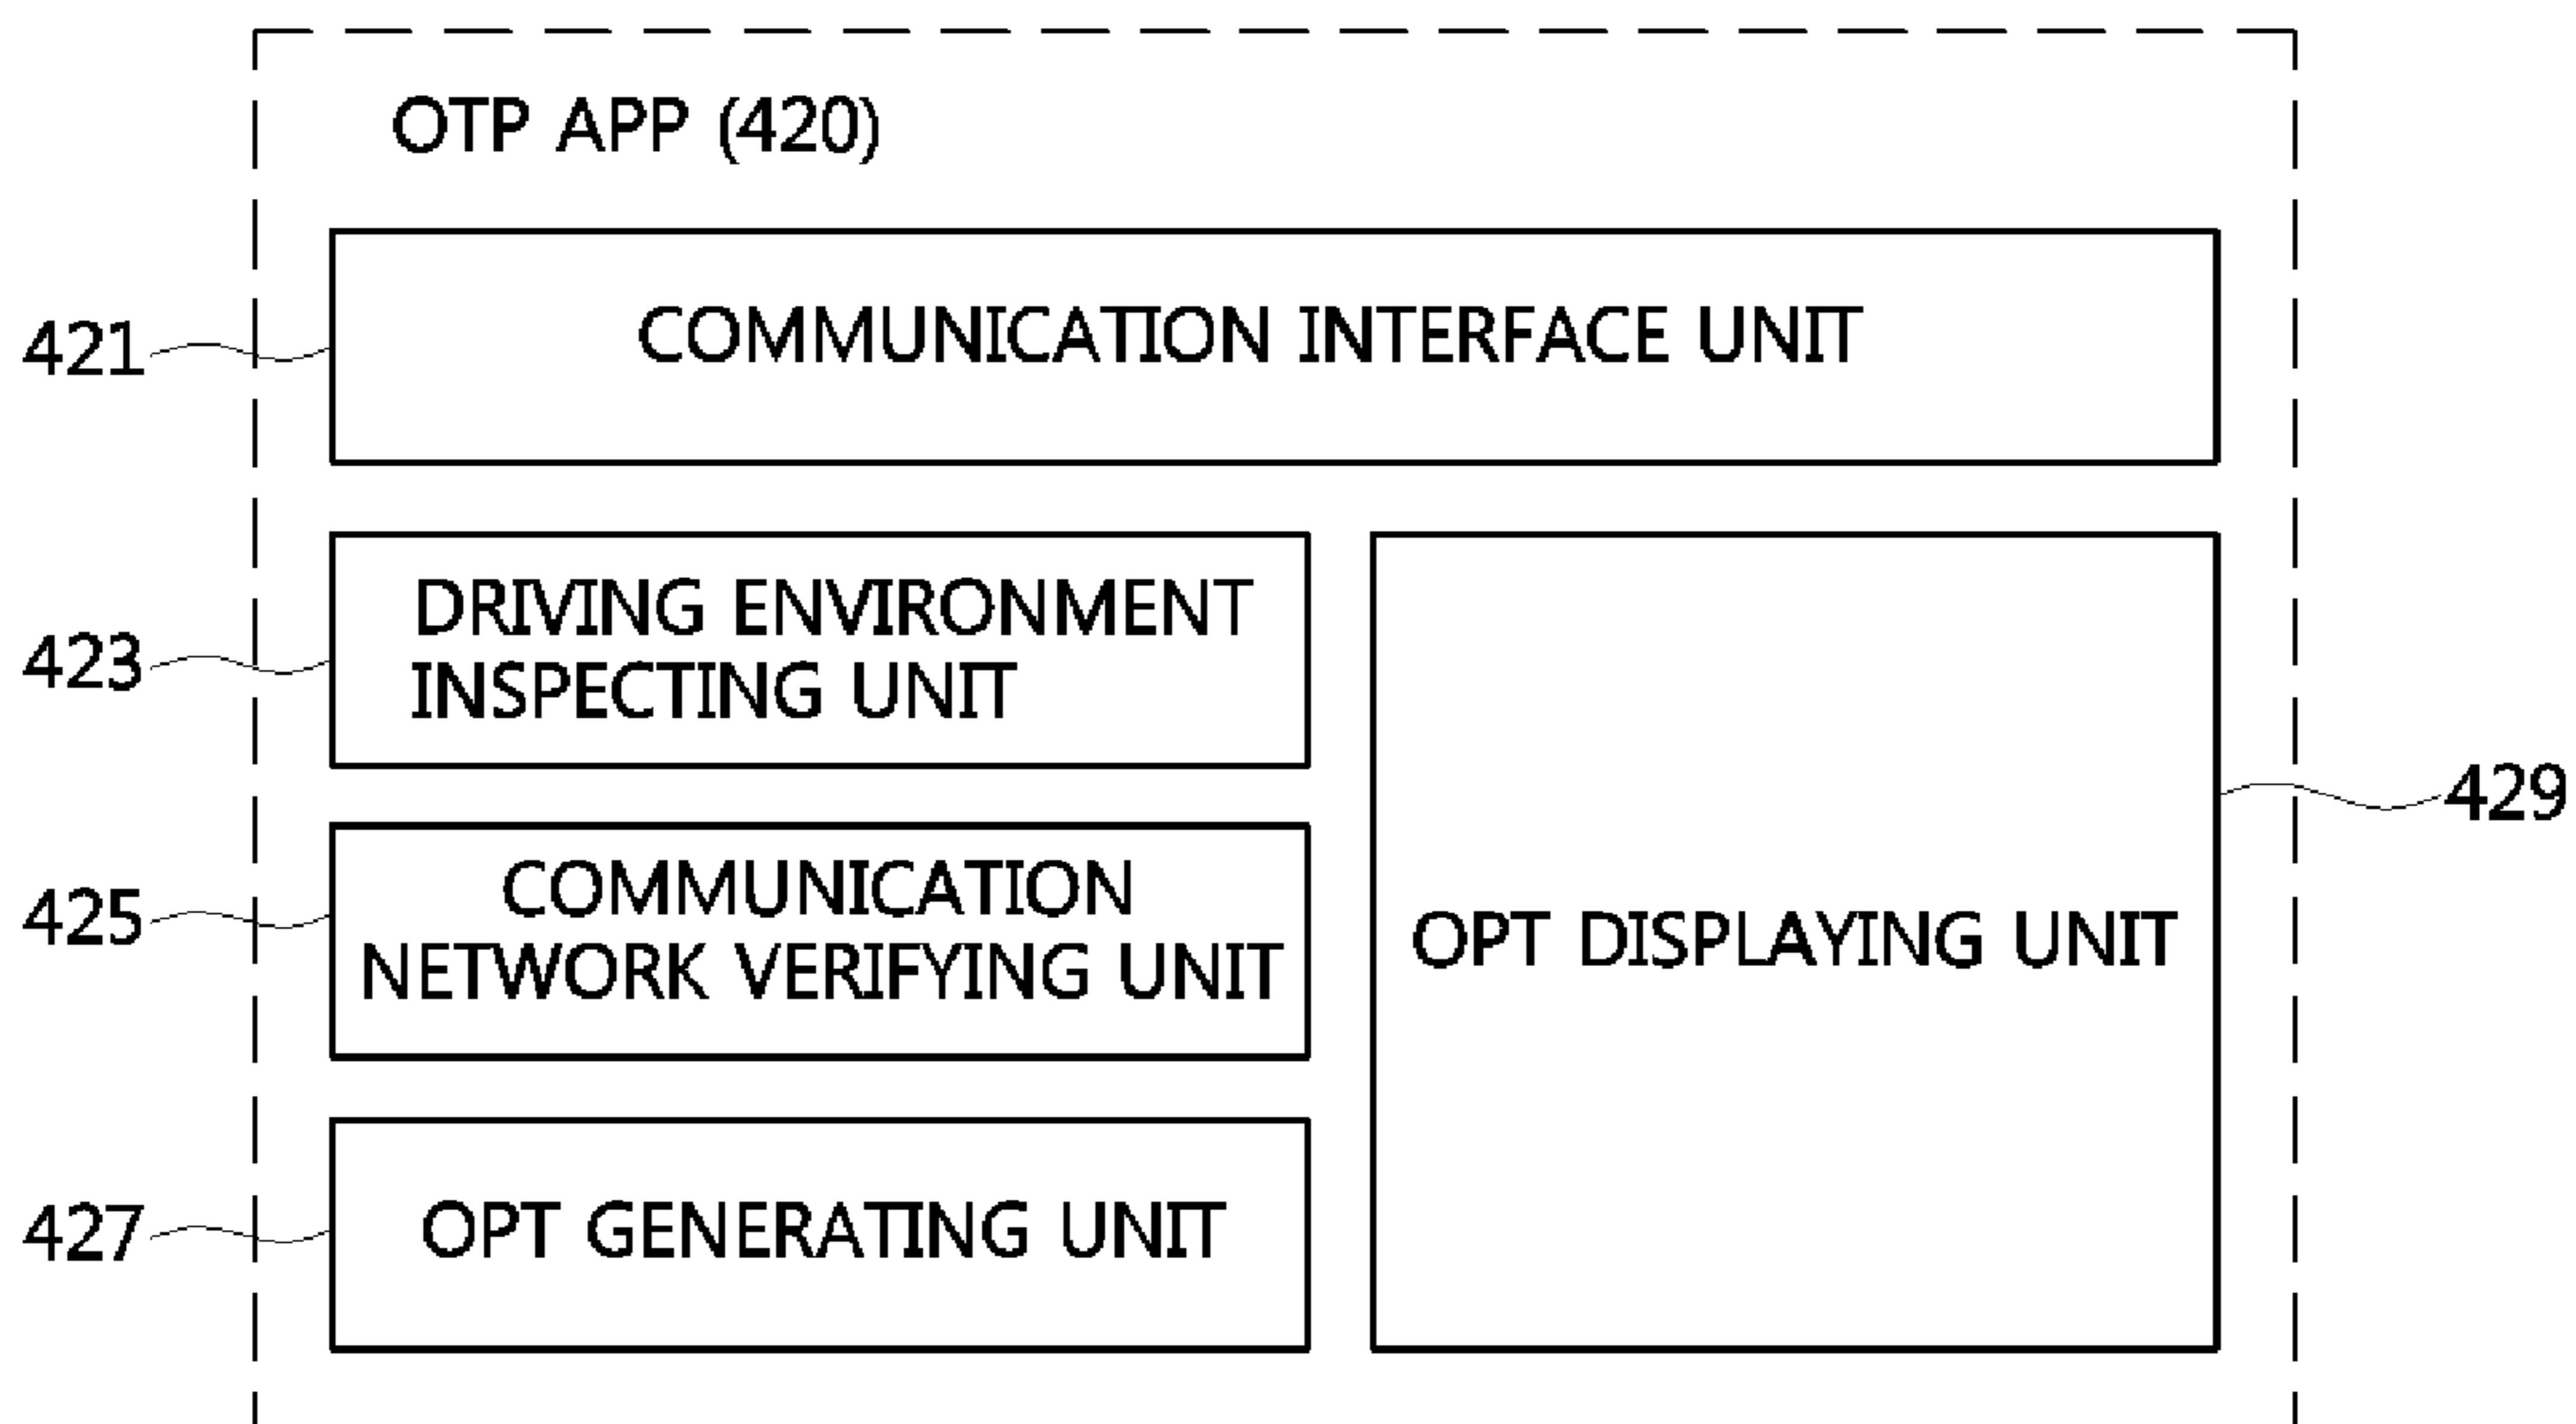 OTP APP (420)
421
COMMUNICATION INTERFACE UNIT
423
DRIVING ENVIRONMENT
INSPECTING UNIT
425
COMMUNICATION
NETWORK VERIFYING UNIT
427
OPT GENERATING UNIT
OPT DISPLAYING UNIT
429